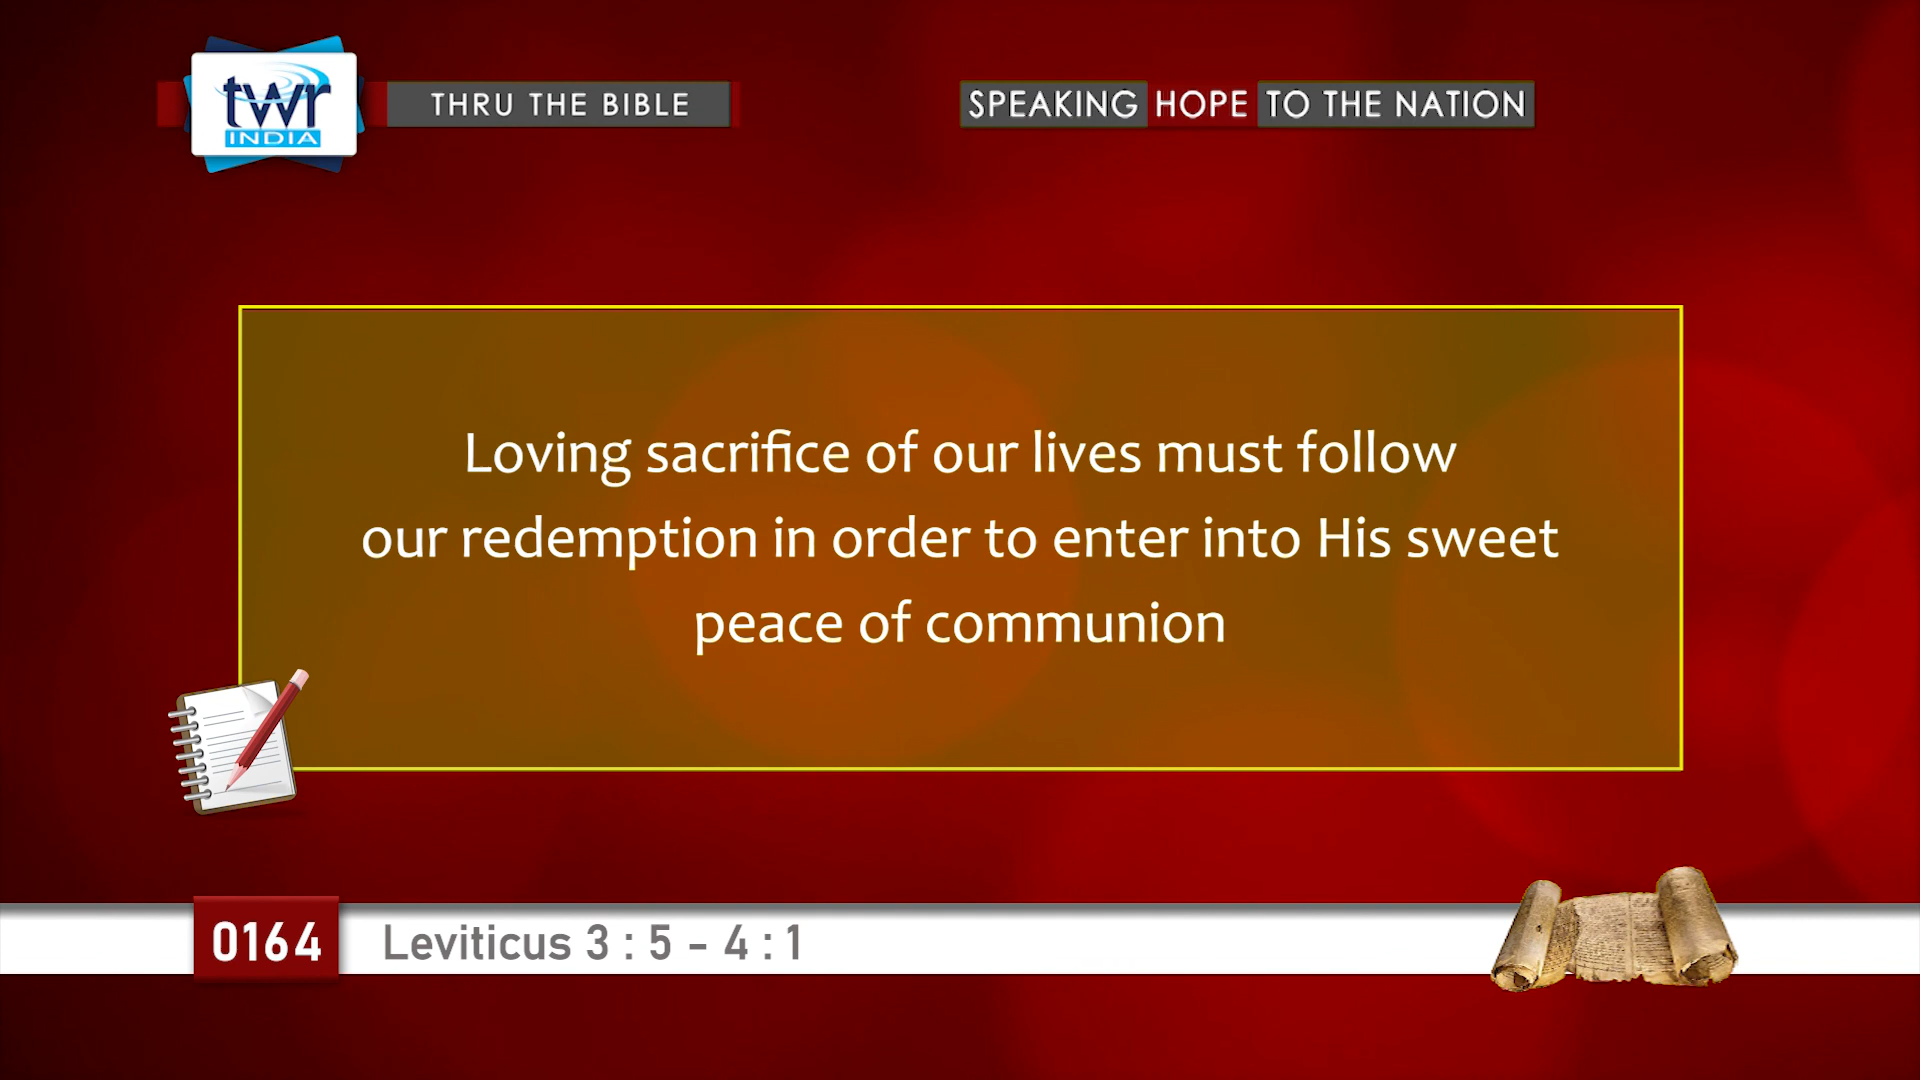 twr
INDIA
THRU THE BIBLE
SPEAKING HOPE TO THE NATION
Loving sacrifice of our lives must follow
our redemption in order to enter into His sweet
peace of communion
0164
Leviticus 3 : 5 - 4 : 1